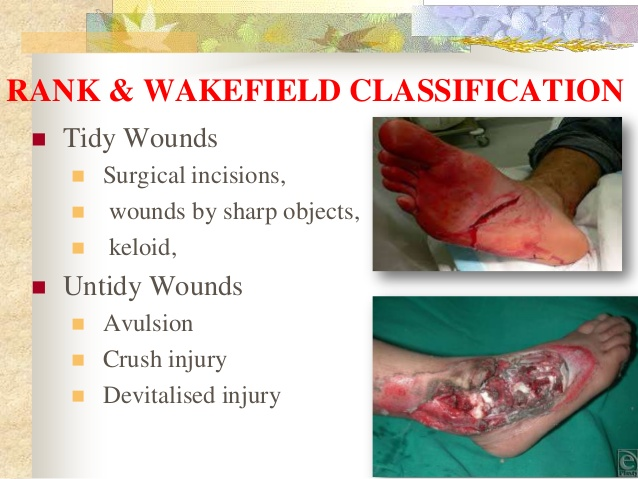 RANK & WAKEFIELD CLASSIFICATION
Tidy Wounds
Surgical incisions,
wounds by sharp objects,
keloid,
Untidy Wounds
Avulsion
Crush injury
Devitalised injury